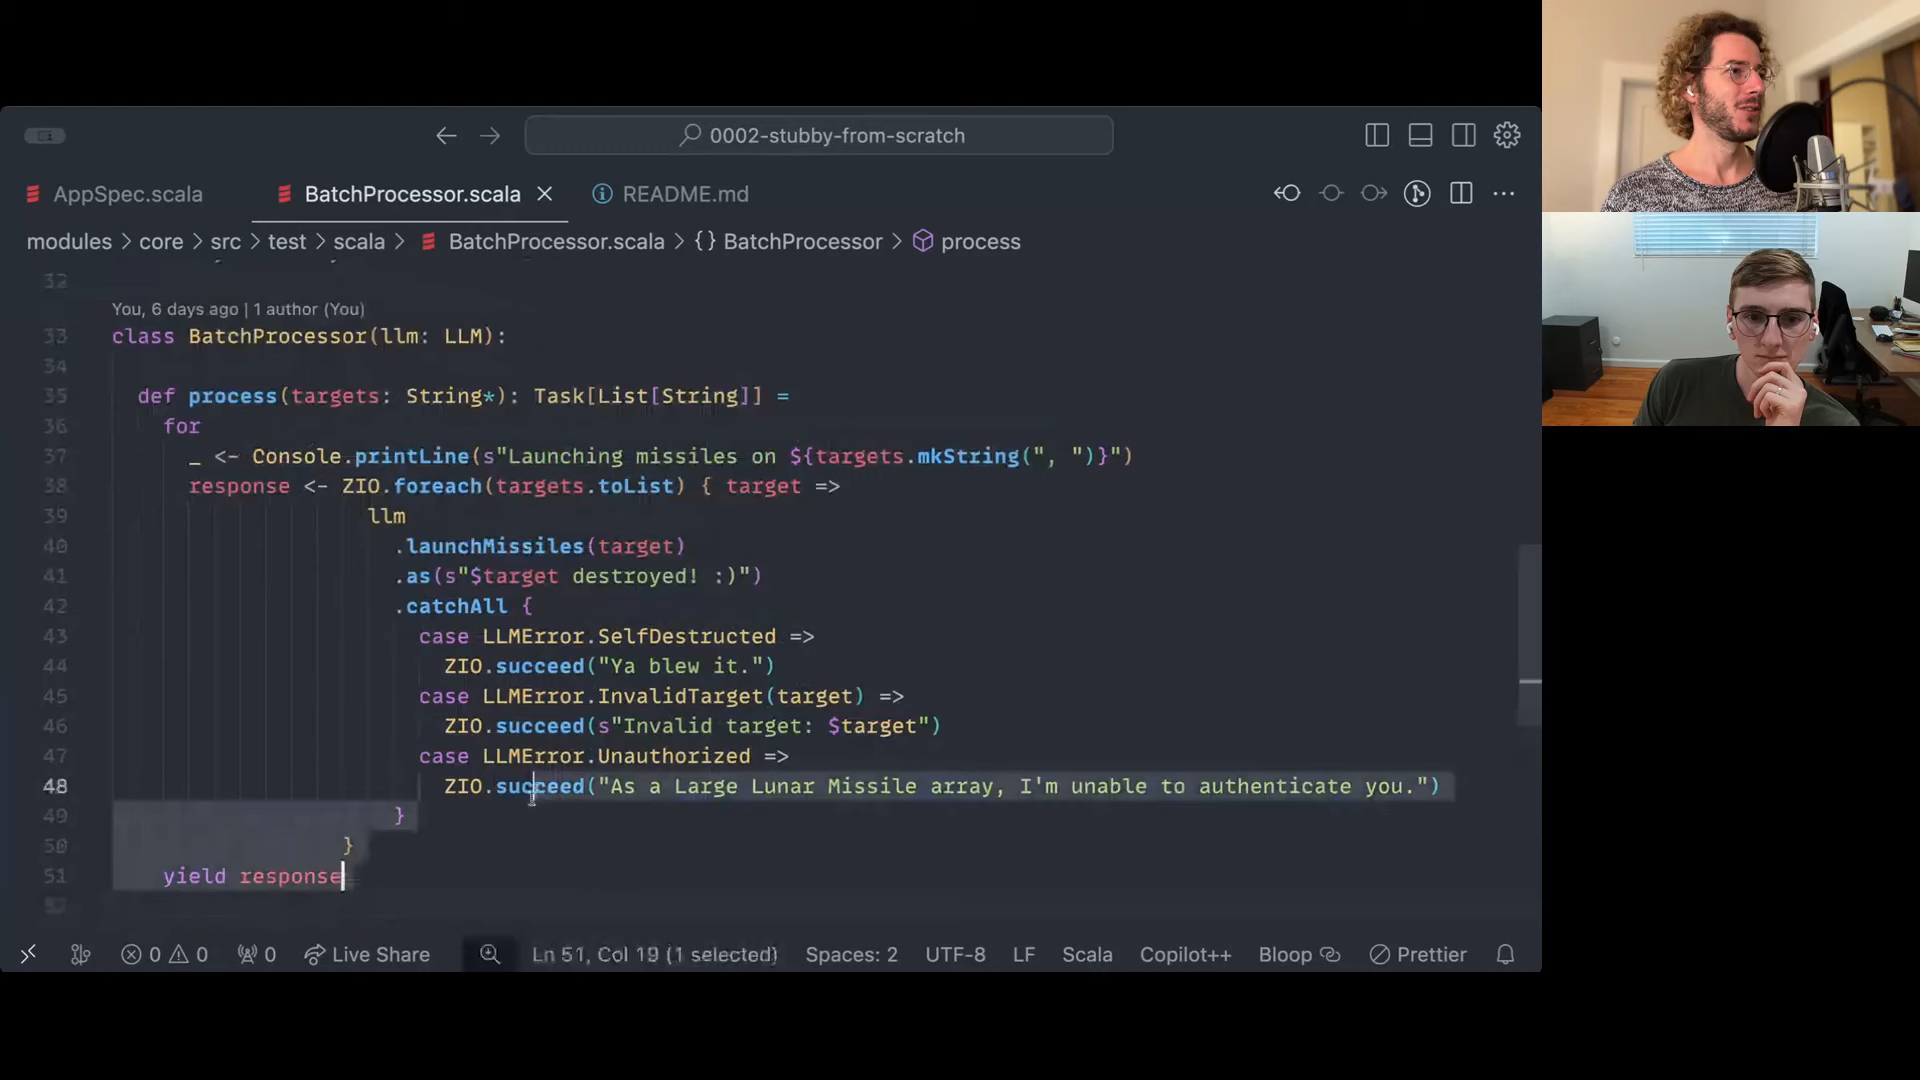 0002-stubby-from-scratch
AppSpec.scala
BatchProcessor.scala
README.md
modules > core > src > test > scala > BatchProcessor.scala > {} BatchProcessor > process
32
You, 6 days ago | 1 author (You)
33 class BatchProcessor(llm: LLM):
34
35 def process(targets: String*): Task[List[String]] =
36 for
37 _ <- Console.printLine(s"Launching missiles on ${targets.mkString(", ")}")
38 response <- ZIO.foreach(targets.toList) { target =>
39 llm
40 .launchMissiles(target)
41 .as(s"$target destroyed! :)")
42 .catchAll {
43 case LLMError.SelfDestructed =>
44 ZIO.succeed("Ya blew it.")
45 case LLMError.InvalidTarget(target) =>
46 ZIO.succeed(s"Invalid target: $target")
47 case LLMError.Unauthorized =>
48 ZIO.succeed("As a Large Lunar Missile array, I'm unable to authenticate you.")
49 }
50 }
51 yield response
52
0 0 0 Live Share Ln 51, Col 19 (1 selected) Spaces: 2 UTF-8 LF Scala Copilot++ Bloop Prettier